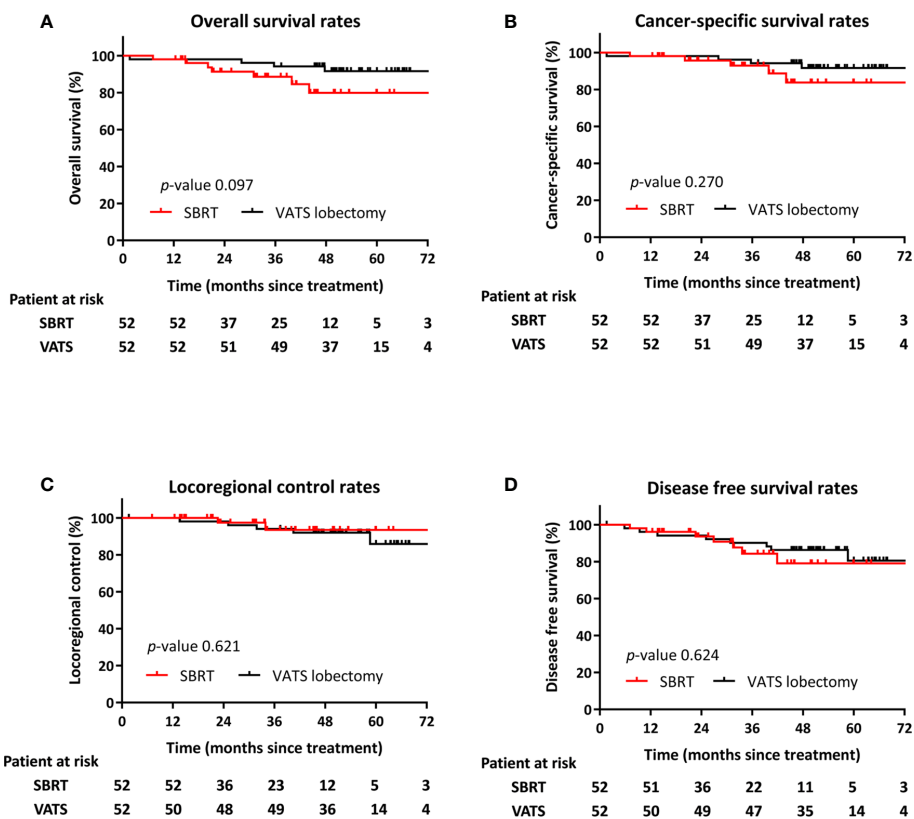 A
Overall survival rates
Overall survival (%)
100
80
60
40
20
0
p-value 0.097
SBRT VATS lobectomy
0 12 24 36 48 60 72
Time (months since treatment)
Patient at risk
SBRT 52 52 37 25 12 5 3
VATS 52 52 51 49 37 15 4
B
Cancer-specific survival rates
Cancer-specific survival (%)
100
80
60
40
20
0
p-value 0.270
SBRT VATS lobectomy
0 12 24 36 48 60 72
Time (months since treatment)
Patient at risk
SBRT 52 52 37 25 12 5 3
VATS 52 52 51 49 37 15 4
C
Locoregional control rates
Locoregional control (%)
100
80
60
40
20
0
p-value 0.621
SBRT VATS lobectomy
0 12 24 36 48 60 72
Time (months since treatment)
Patient at risk
SBRT 52 52 36 23 12 5 3
VATS 52 50 48 49 36 14 4
D
Disease free survival rates
Disease free survival (%)
100
80
60
40
20
0
p-value 0.624
SBRT VATS lobectomy
0 12 24 36 48 60 72
Time (months since treatment)
Patient at risk
SBRT 52 51 36 22 11 5 3
VATS 52 50 49 47 35 14 4